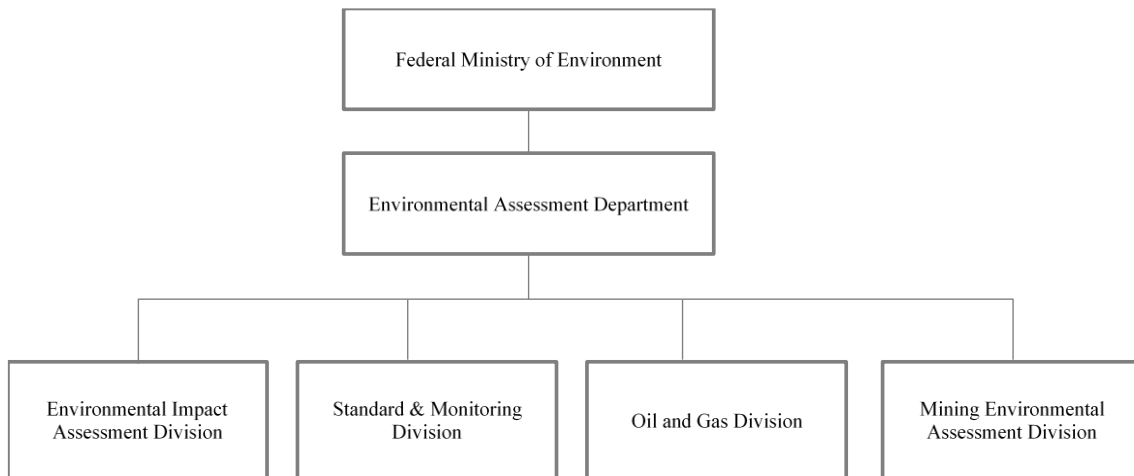 Federal Ministry of Environment
Environmental Assessment Department
Environmental Impact
Assessment Division
Standard & Monitoring
Division
Oil and Gas Division
Mining Environmental
Assessment Division